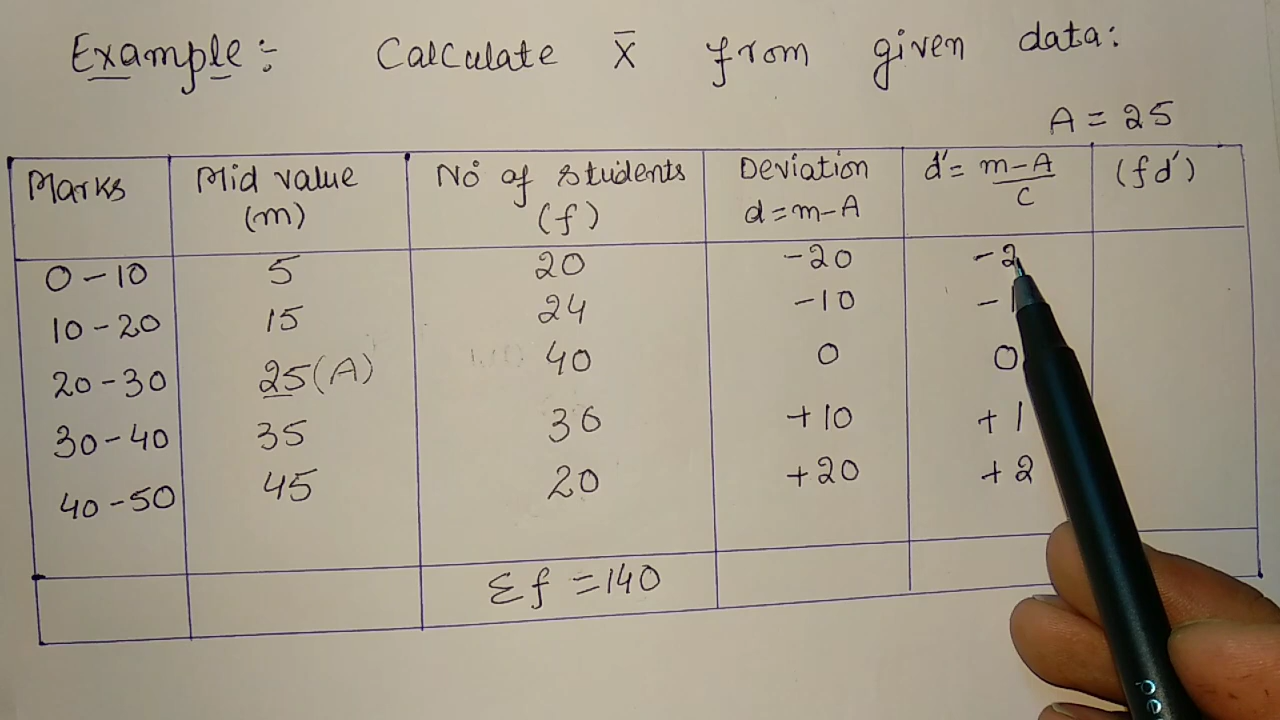 Example:- Calculate X̄ from given data:
A = 25
Marks Mid value (m) No of students (f) Deviation d = m-A d' = m-A/C (fd')
0-10 5 20 -20 -2
10-20 15 24 -10 -1
20-30 25(A) 40 0 0
30-40 35 36 +10 +1
40-50 45 20 +20 +2
Σf = 140